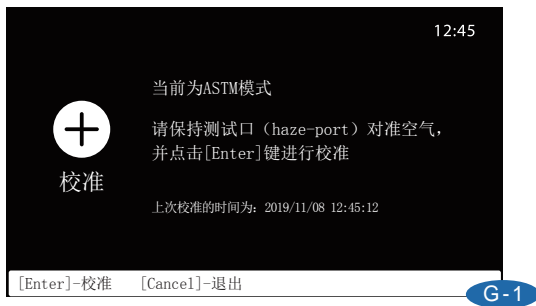 12:45
当前为ASTM模式
请保持测试口（haze-port）对准空气，
并点击[Enter]键进行校准
校准
上次校准的时间为: 2019/11/08 12:45:12
[Enter]-校准 [Cancel]-退出
G-1